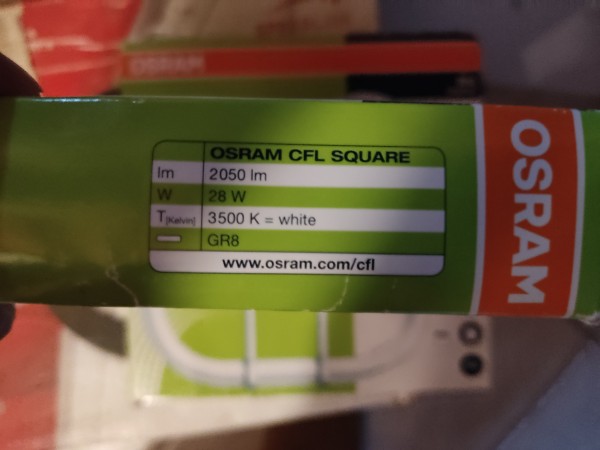 OSRAM
OSRAM CFL SQUARE
lm 2050 lm
W 28 W
T[Kelvin] 3500 K = white
GR8
www.osram.com/cfl
OSRAM